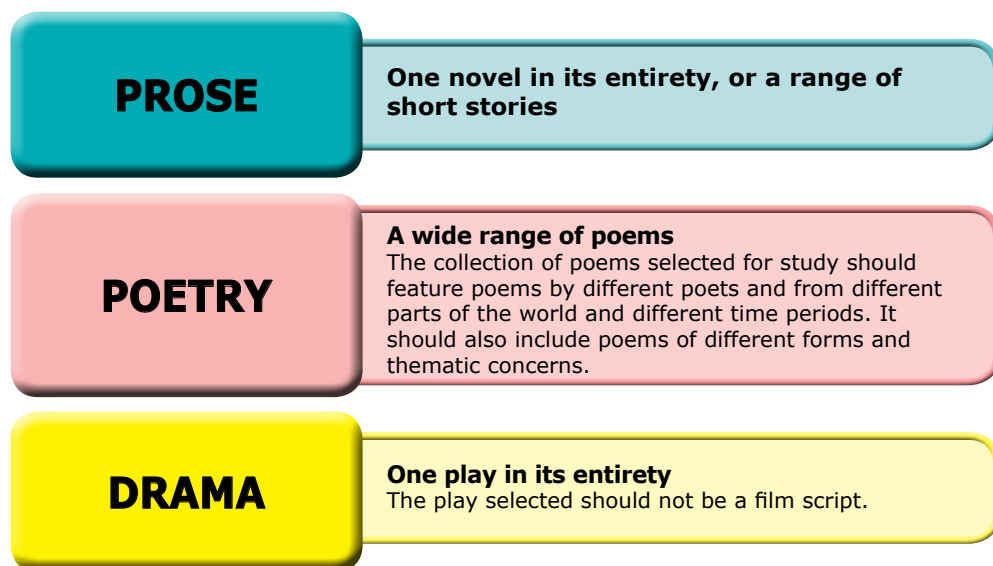 PROSE
One novel in its entirety, or a range of
short stories
POETRY
A wide range of poems
The collection of poems selected for study should
feature poems by different poets and from different
parts of the world and different time periods. It
should also include poems of different forms and
thematic concerns.
DRAMA
One play in its entirety
The play selected should not be a film script.